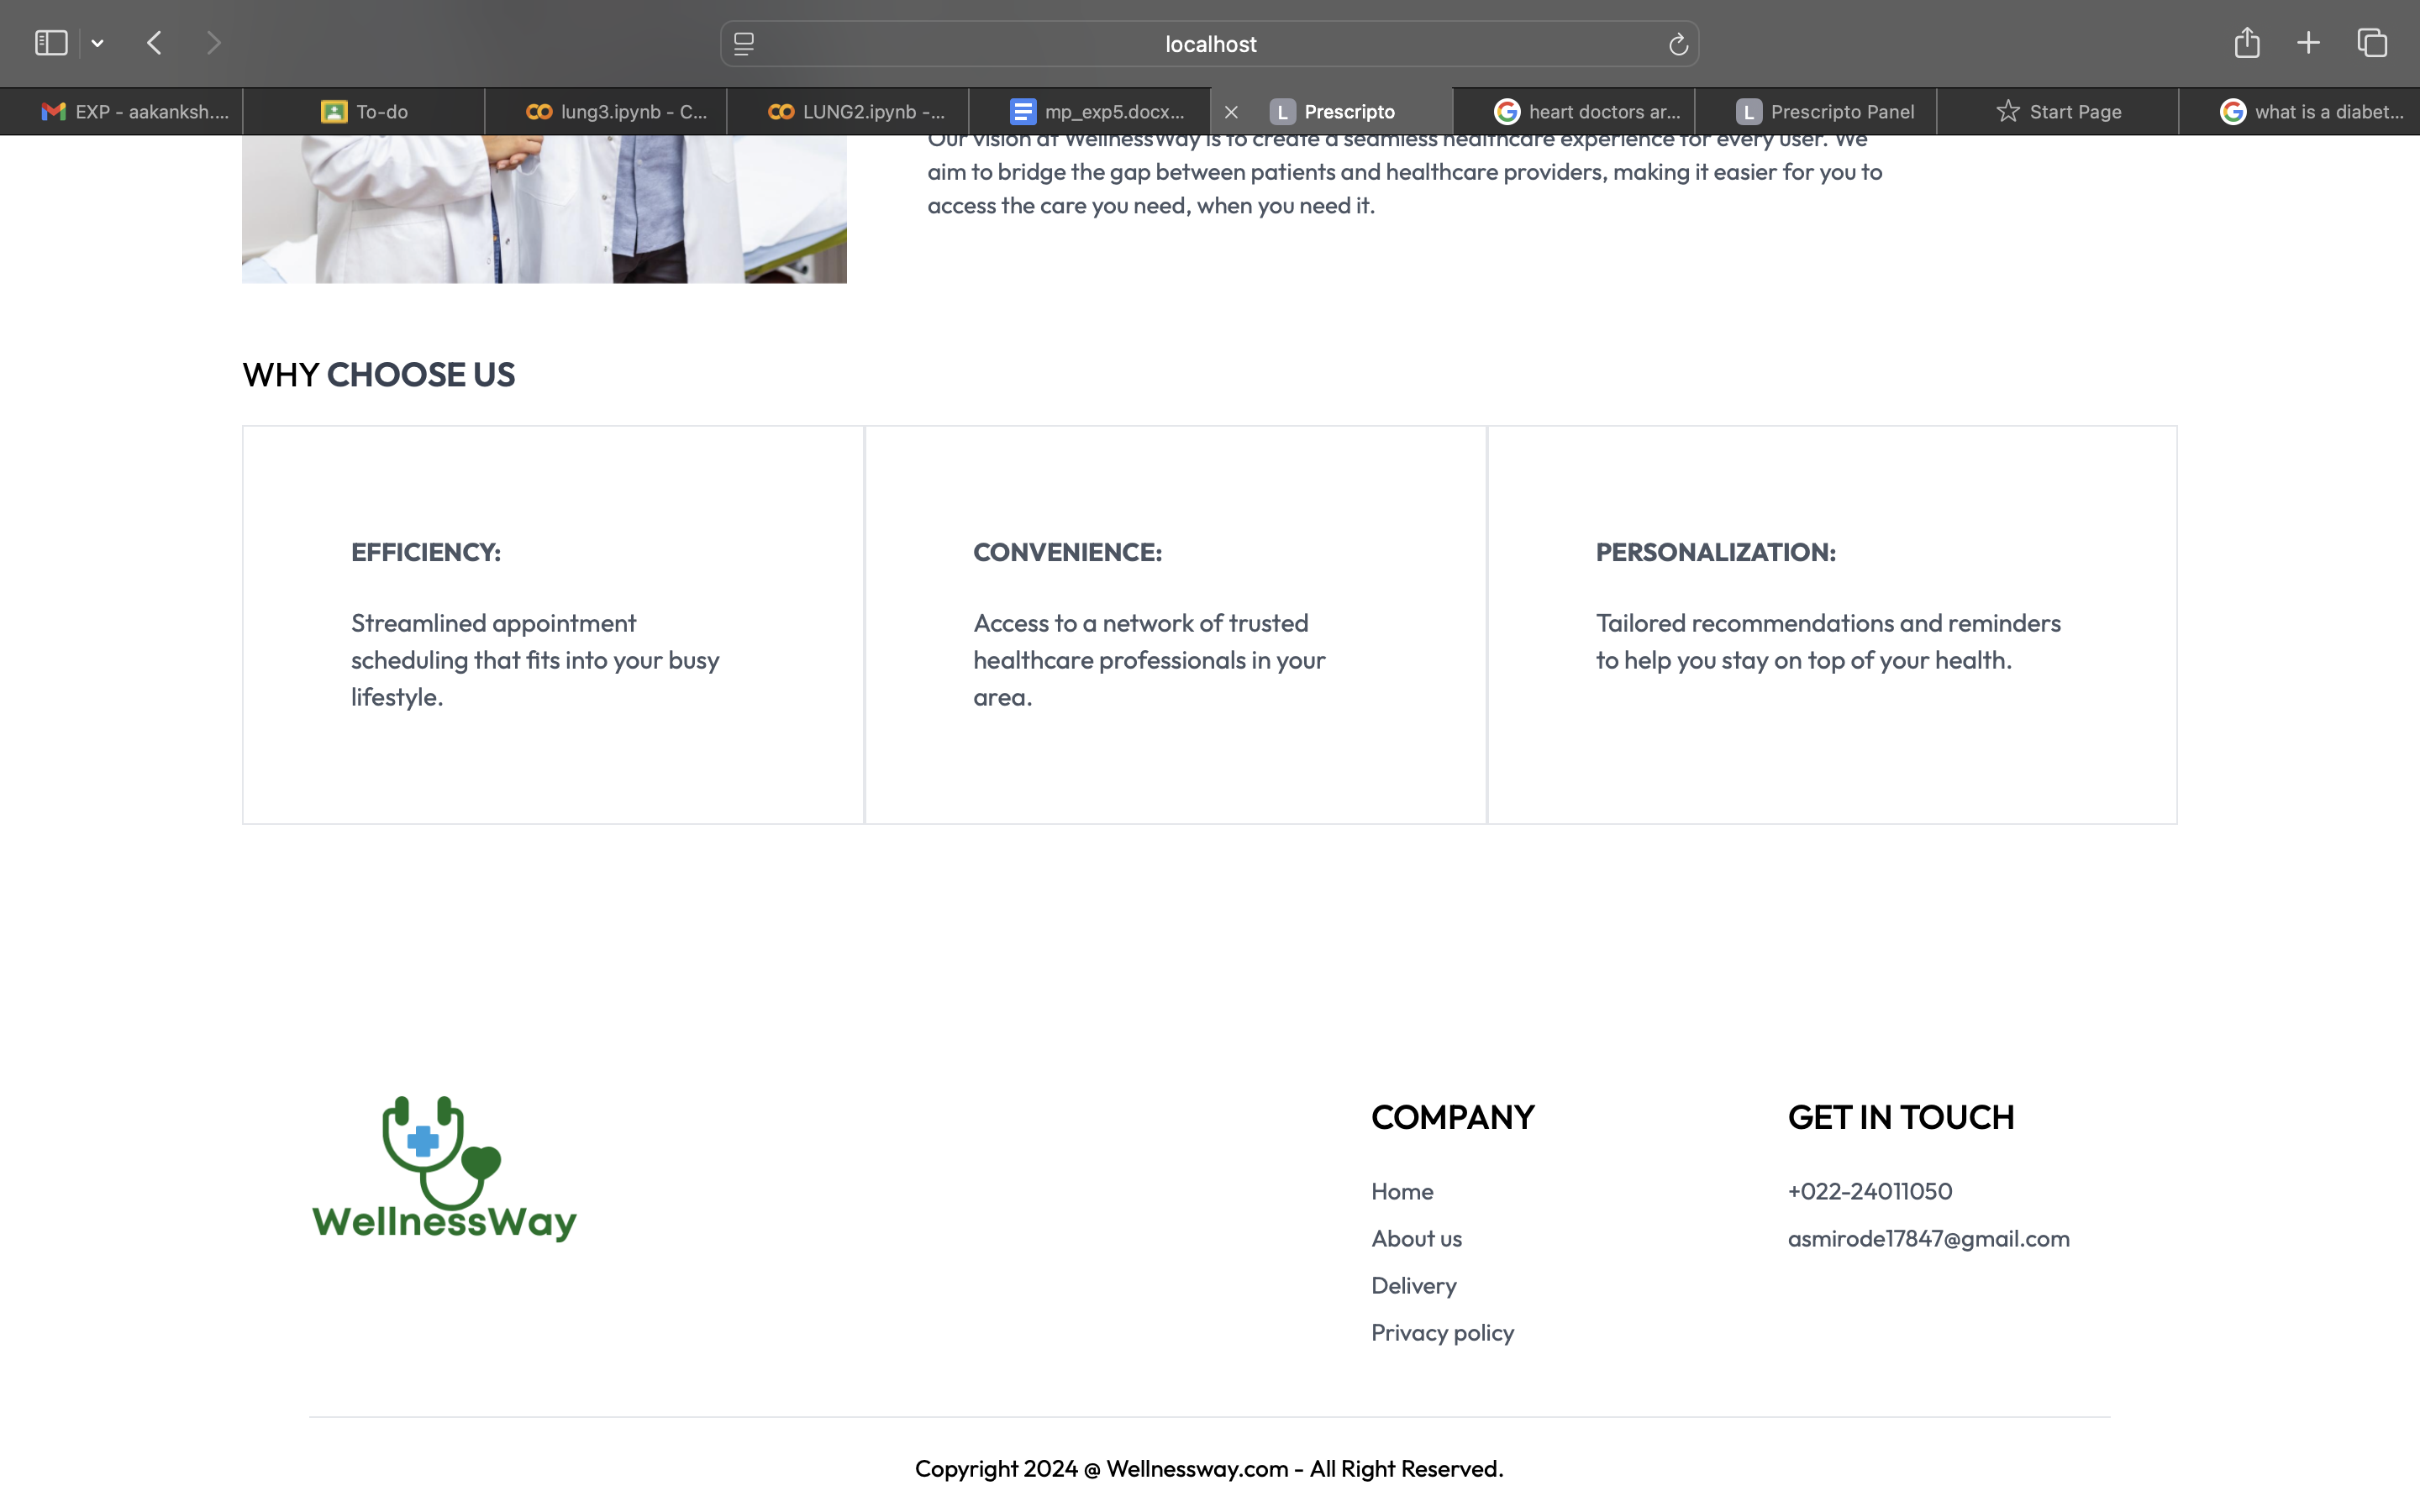 localhost
EXP - aakanksh....
To-do
lung3.ipynb - C...
LUNG2.ipynb -...
mp_exp5.docx...
L Prescripto
heart doctors ar...
L Prescripto Panel
Start Page
what is a diabet...
Our vision at WellnessWay is to create a seamless healthcare experience for every user. We
aim to bridge the gap between patients and healthcare providers, making it easier for you to
access the care you need, when you need it.
WHY CHOOSE US
EFFICIENCY:
Streamlined appointment
scheduling that fits into your busy
lifestyle.
CONVENIENCE:
Access to a network of trusted
healthcare professionals in your
area.
PERSONALIZATION:
Tailored recommendations and reminders
to help you stay on top of your health.
WellnessWay
COMPANY
Home
About us
Delivery
Privacy policy
GET IN TOUCH
+022-24011050
asmirode17847@gmail.com
Copyright 2024 @ Wellnessway.com - All Right Reserved.